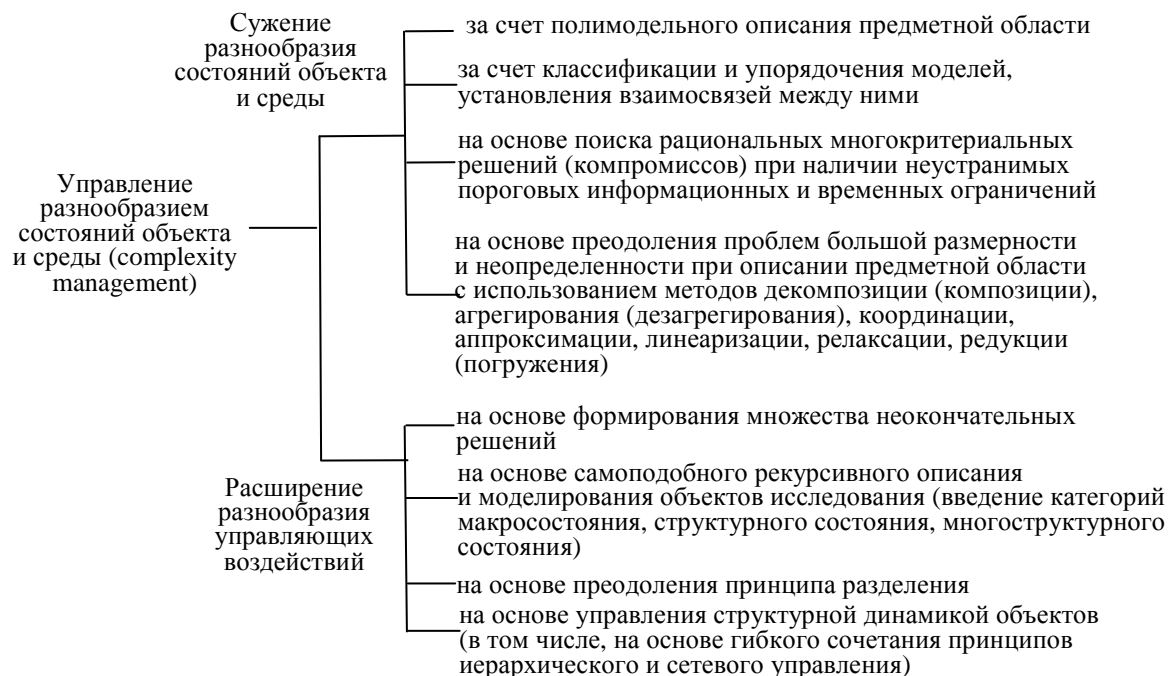 Сужение
разнообразия
состояний объекта
и среды
за счет полимодельного описания предметной области
за счет классификации и упорядочения моделей,
установления взаимосвязей между ними
на основе поиска рациональных многокритериальных
решений (компромиссов) при наличии неустранимых
пороговых информационных и временных ограничений
на основе преодоления проблем большой размерности
и неопределенности при описании предметной области
с использованием методов декомпозиции (композиции),
агрегирования (дезагрегирования), координации,
аппроксимации, линеаризации, релаксации, редукции
(погружения)
Управление
разнообразием
состояний объекта
и среды (complexity
management)
Расширение
разнообразия
управляющих
воздействий
на основе формирования множества неокончательных
решений
на основе самоподобного рекурсивного описания
и моделирования объектов исследования (введение категорий
макросостояния, структурного состояния, многоструктурного
состояния)
на основе преодоления принципа разделения
на основе управления структурной динамикой объектов
(в том числе, на основе гибкого сочетания принципов
иерархического и сетевого управления)